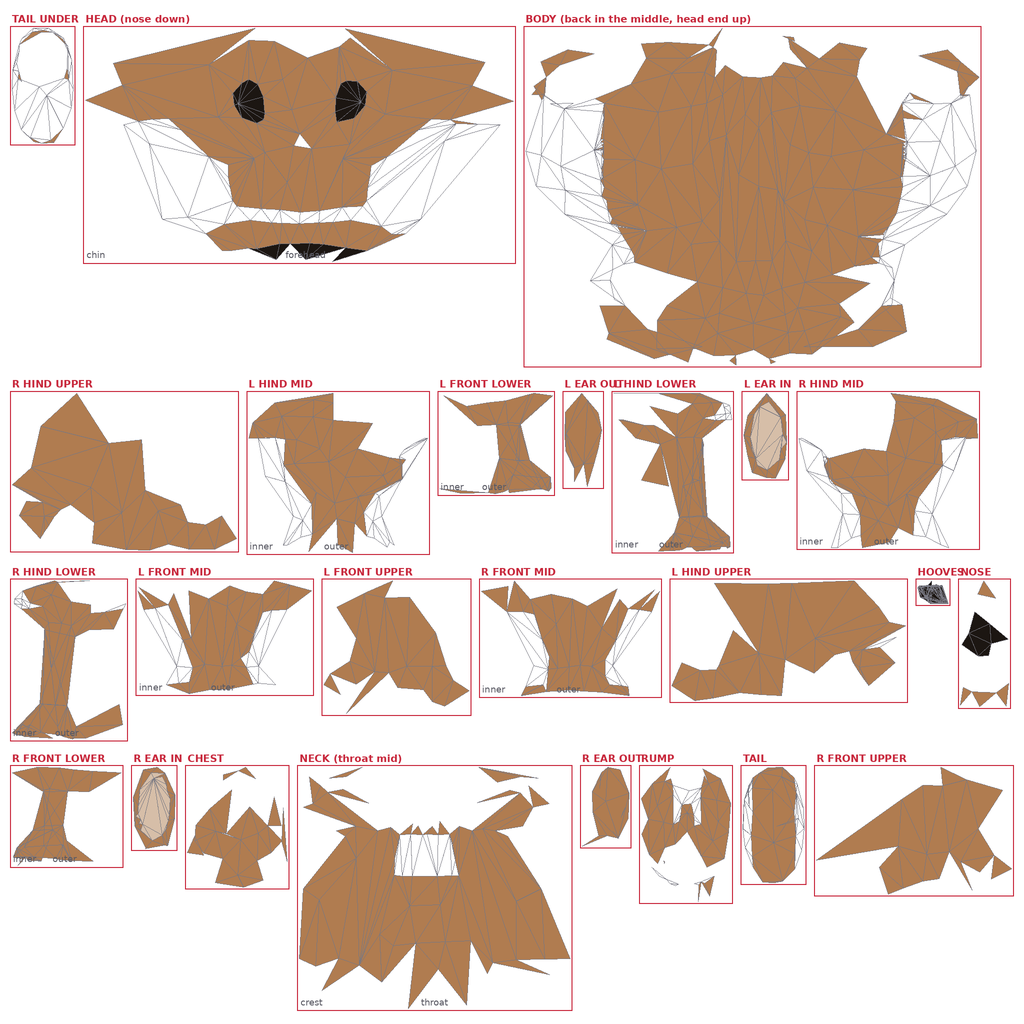 TAIL UNDER
HEAD (nose down)
BODY (back in the middle, head end up)
chin
forehead
R HIND UPPER
L HIND MID
L FRONT LOWER
L EAR OUT
L HIND LOWER
L EAR IN
R HIND MID
inner outer
inner outer
inner outer
inner outer
R HIND LOWER
L FRONT MID
L FRONT UPPER
R FRONT MID
L HIND UPPER
HOOVES
NOSE
inner outer
inner outer
inner outer
R FRONT LOWER
R EAR IN
CHEST
NECK (throat mid)
R EAR OUT
RUMP
TAIL
R FRONT UPPER
inner outer
crest
throat